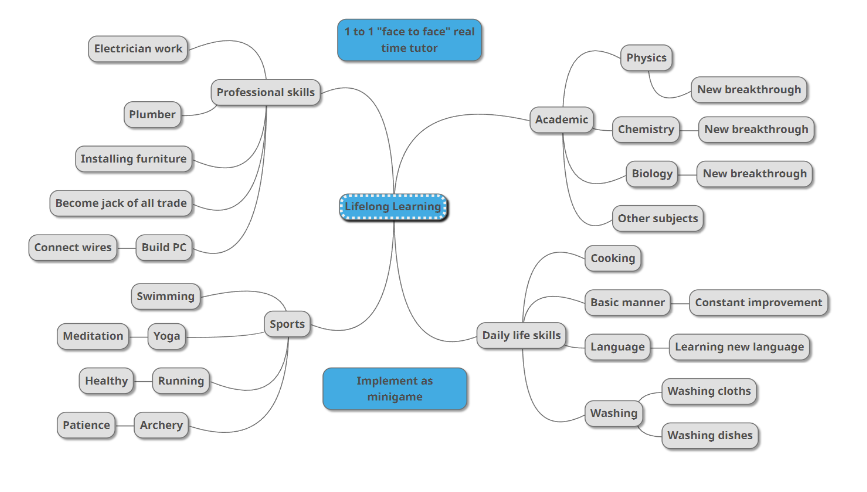 1 to 1 "face to face" real
time tutor
Electrician work
Professional skills
Plumber
Installing furniture
Become jack of all trade
Connect wires
Build PC
Physics
New breakthrough
Academic
Chemistry
New breakthrough
Biology
New breakthrough
Other subjects
Lifelong Learning
Swimming
Sports
Meditation
Yoga
Healthy
Running
Patience
Archery
Cooking
Basic manner
Constant improvement
Daily life skills
Language
Learning new language
Washing
Washing cloths
Washing dishes
Implement as
minigame